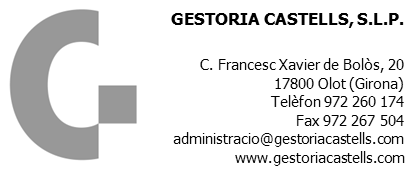 GESTORIA CASTELLS, S.L.P.
C. Francesc Xavier de Bolòs, 20
17800 Olot (Girona)
Telèfon 972 260 174
Fax 972 267 504
administracio@gestoriacastells.com
www.gestoriacastells.com